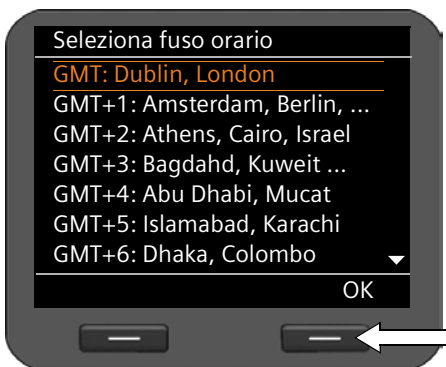 Seleziona fuso orario
GMT: Dublin, London
GMT+1: Amsterdam, Berlin, ...
GMT+2: Athens, Cairo, Israel
GMT+3: Bagdahd, Kuweit ...
GMT+4: Abu Dhabi, Mucat
GMT+5: Islamabad, Karachi
GMT+6: Dhaka, Colombo
OK